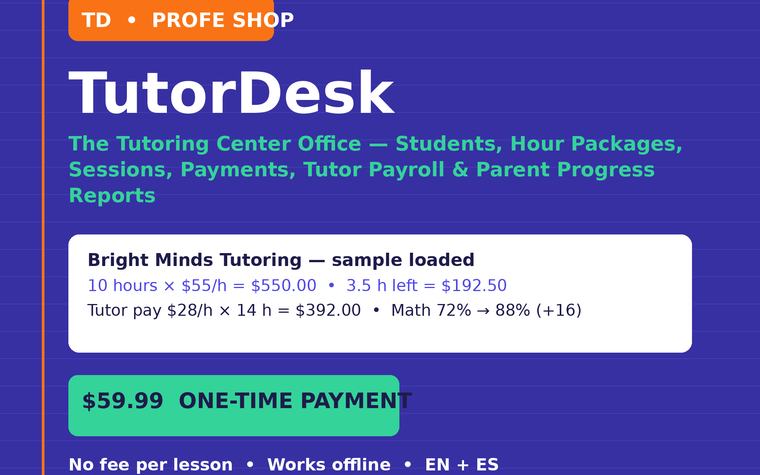 TD • PROFE SHOP
TutorDesk
The Tutoring Center Office — Students, Hour Packages,
Sessions, Payments, Tutor Payroll & Parent Progress
Reports
Bright Minds Tutoring — sample loaded
10 hours × $55/h = $550.00 • 3.5 h left = $192.50
Tutor pay $28/h × 14 h = $392.00 • Math 72% → 88% (+16)
$59.99 ONE-TIME PAYMENT
No fee per lesson • Works offline • EN + ES